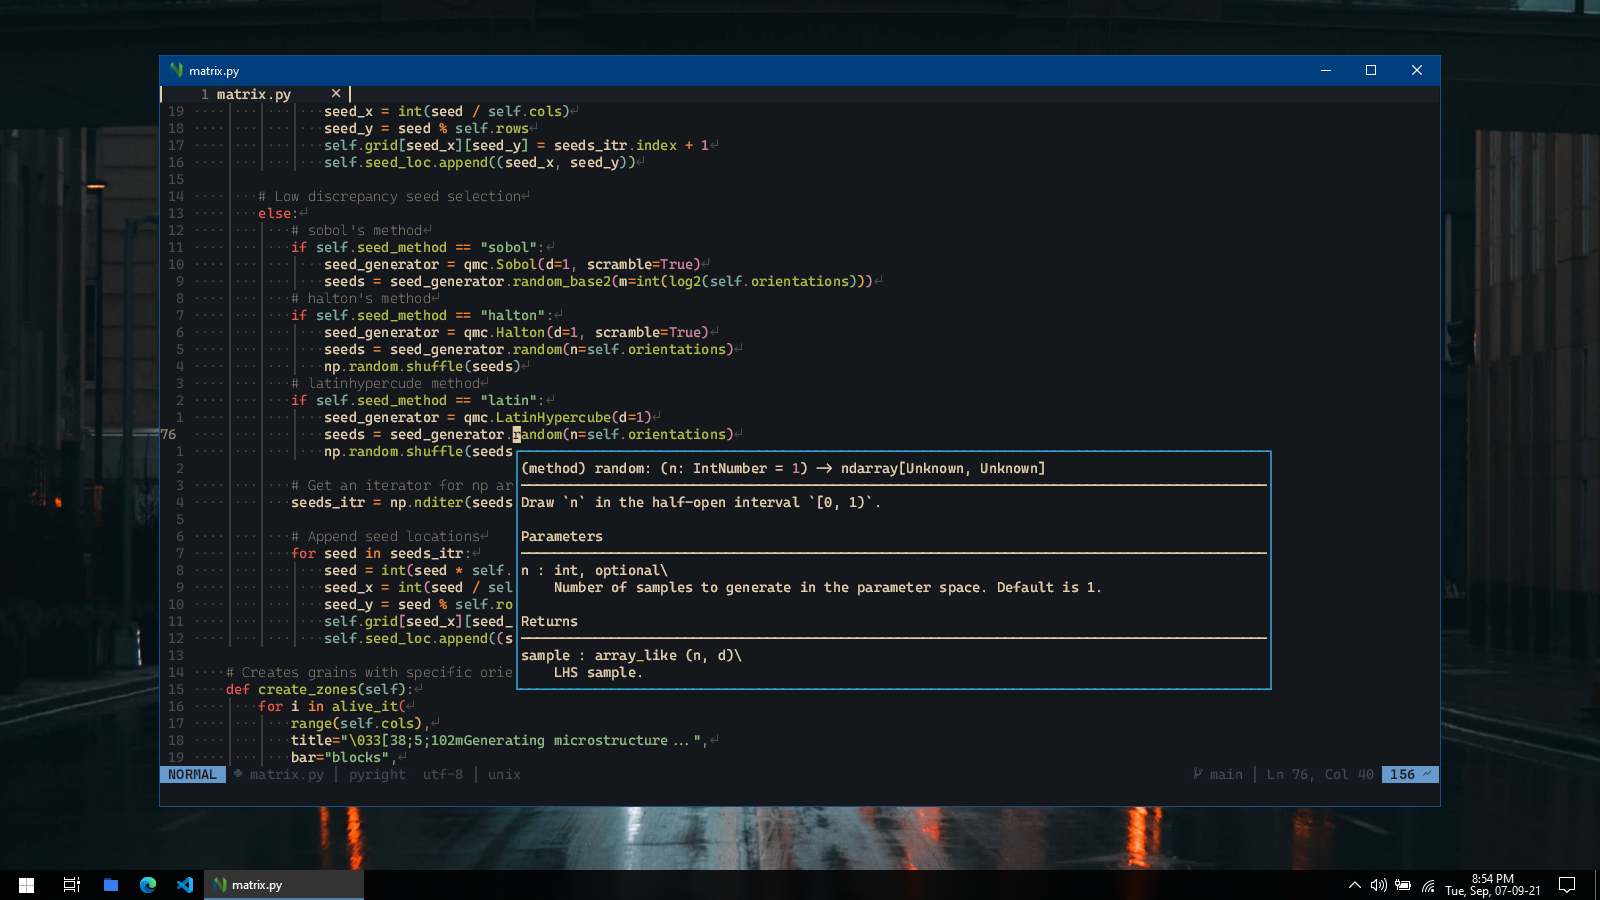 matrix.py
1 matrix.py ✕
19 seed_x = int(seed / self.cols)
18 seed_y = seed % self.rows
17 self.grid[seed_x][seed_y] = seeds_itr.index + 1
16 self.seed_loc.append((seed_x, seed_y))
15
14 # Low discrepancy seed selection
13 else:
12 # sobol's method
11 if self.seed_method == "sobol":
10 seed_generator = qmc.Sobol(d=1, scramble=True)
9 seeds = seed_generator.random_base2(m=int(log2(self.orientations)))
8 # halton's method
7 if self.seed_method == "halton":
6 seed_generator = qmc.Halton(d=1, scramble=True)
5 seeds = seed_generator.random(n=self.orientations)
4 np.random.shuffle(seeds)
3 # latinhypercude method
2 if self.seed_method == "latin":
1 seed_generator = qmc.LatinHypercube(d=1)
76 seeds = seed_generator.random(n=self.orientations)
1 np.random.shuffle(seeds
2 (method) random: (n: IntNumber = 1) -> ndarray[Unknown, Unknown]
3 # Get an iterator for np ar
4 seeds_itr = np.nditer(seeds Draw `n` in the half-open interval `[0, 1)`.
5
6 # Append seed locations Parameters
7 for seed in seeds_itr:
8 seed = int(seed * self. n : int, optional\
9 seed_x = int(seed / sel Number of samples to generate in the parameter space. Default is 1.
10 seed_y = seed % self.ro
11 self.grid[seed_x][seed_ Returns
12 self.seed_loc.append((s
13 sample : array_like (n, d)\
14 # Creates grains with specific orie LHS sample.
15 def create_zones(self):
16 for i in alive_it(
17 range(self.cols),
18 title="\033[38;5;102mGenerating microstructure...",
19 bar="blocks",
NORMAL matrix.py | pyright utf-8 | unix main | Ln 76, Col 40 156
matrix.py
8:54 PM
Tue, Sep, 07-09-21